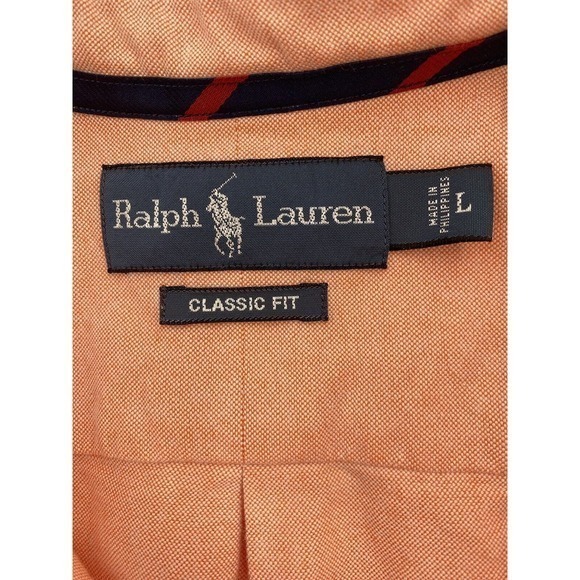 Ralph Lauren
MADE IN
PHILIPPINES
L
CLASSIC FIT